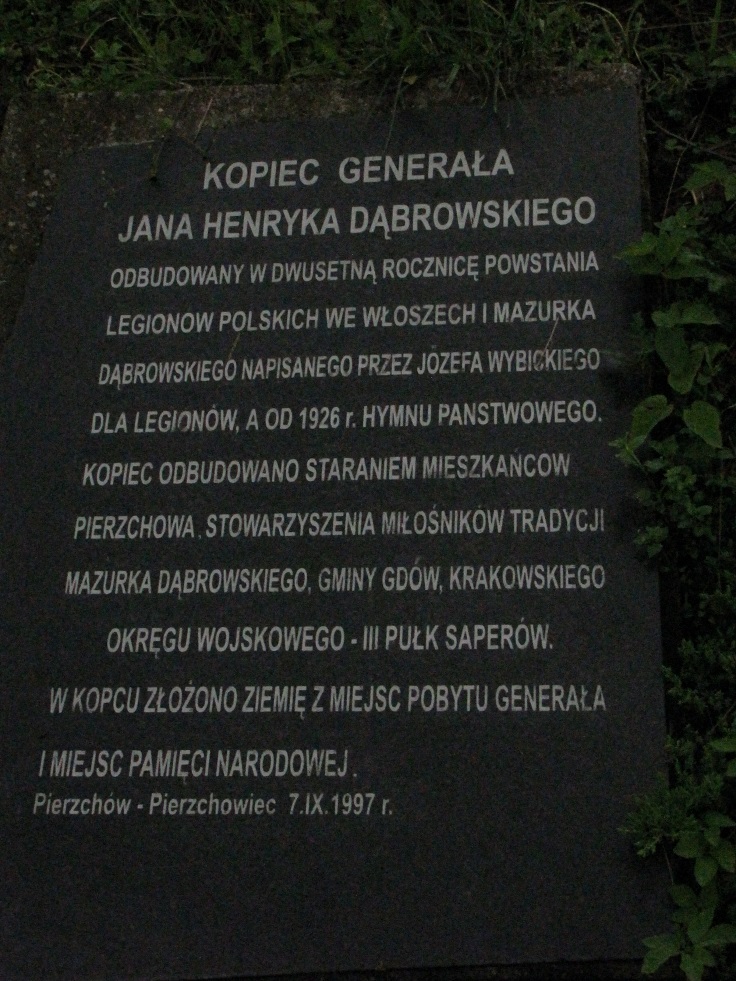 KOPIEC GENERAŁA
JANA HENRYKA DĄBROWSKIEGO
ODBUDOWANY W DWUSETNĄ ROCZNICĘ POWSTANIA
LEGIONOW POLSKICH WE WŁOSZECH I MAZURKA
DĄBROWSKIEGO NAPISANEGO PRZEZ JÓZEFA WYBICKIEGO
DLA LEGIONÓW, A OD 1926 r. HYMNU PANSTWOWEGO.
KOPIEC ODBUDOWANO STARANIEM MIESZKAŃCOW
PIERZCHOWA, STOWARZYSZENIA MIŁOŚNIKÓW TRADYCJI
MAZURKA DĄBROWSKIEGO, GMINY GDÓW, KRAKOWSKIEGO
OKRĘGU WOJSKOWEGO - III PUŁK SAPERÓW.
W KOPCU ZŁOŻONO ZIEMIĘ Z MIEJSC POBYTU GENERAŁA
I MIEJSC PAMIĘCI NARODOWEJ.
Pierzchów - Pierzchowiec 7.IX.1997 r.